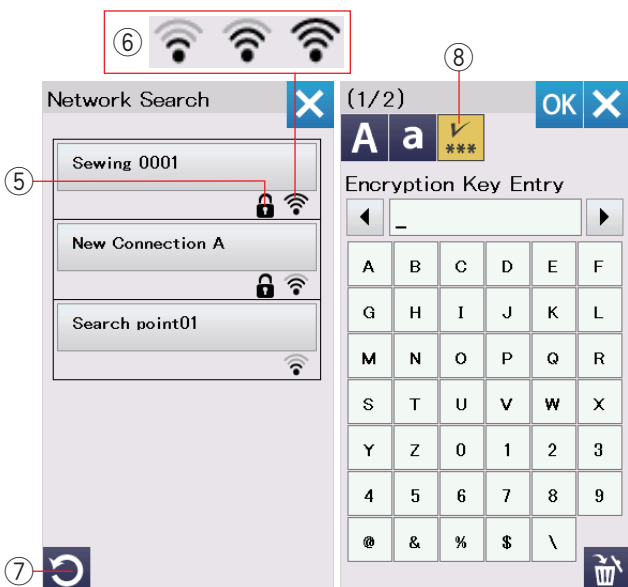 ⑥
⑧
Network Search
(1/2)
OK
A a ***
Sewing 0001
⑤
Encryption Key Entry
_
New Connection A
A B C D E F
G H I J K L
Search point01
M N O P Q R
S T U V W X
Y Z 0 1 2 3
4 5 6 7 8 9
@ & % $ \
⑦